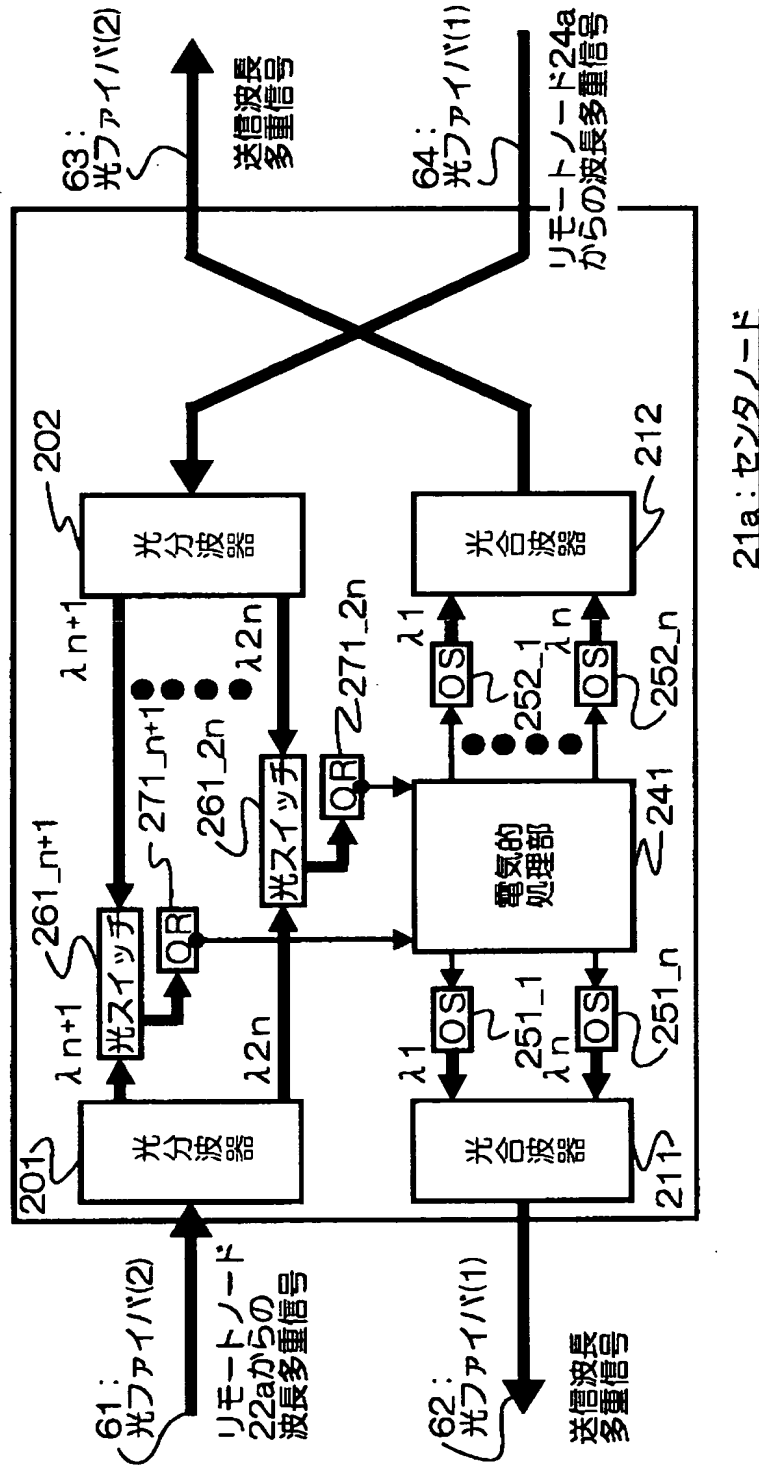 61：
光ファイバ(2)
リモートノード
22aからの
波長多重信号
62：
光ファイバ(1)
送信波長
多重信号
201
光分波器
λn+1
λ2n
光スイッチ
261_n+1
OR
271_n+1
光スイッチ
261_2n
OR
271_2n
λn+1
λ2n
光分波器
202
211
光合波器
λ1
λn
OS
251_1
OS
251_n
電気的
処理部
241
OS
252_1
OS
252_n
λ1
λn
光合波器
212
63：
光ファイバ(2)
送信波長
多重信号
64：
光ファイバ(1)
リモートノード24a
からの波長多重信号
21a：センタノード